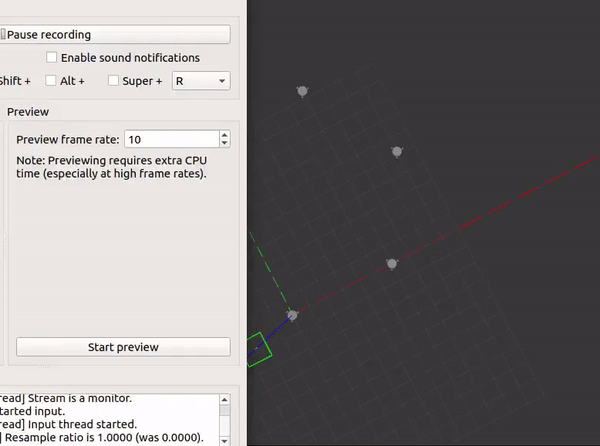 Pause recording
Enable sound notifications
Shift + Alt + Super + R
Preview
Preview frame rate: 10
Note: Previewing requires extra CPU
time (especially at high frame rates).
Start preview
read] Stream is a monitor.
tarted input.
ead] Input thread started.
] Resample ratio is 1.0000 (was 0.0000).